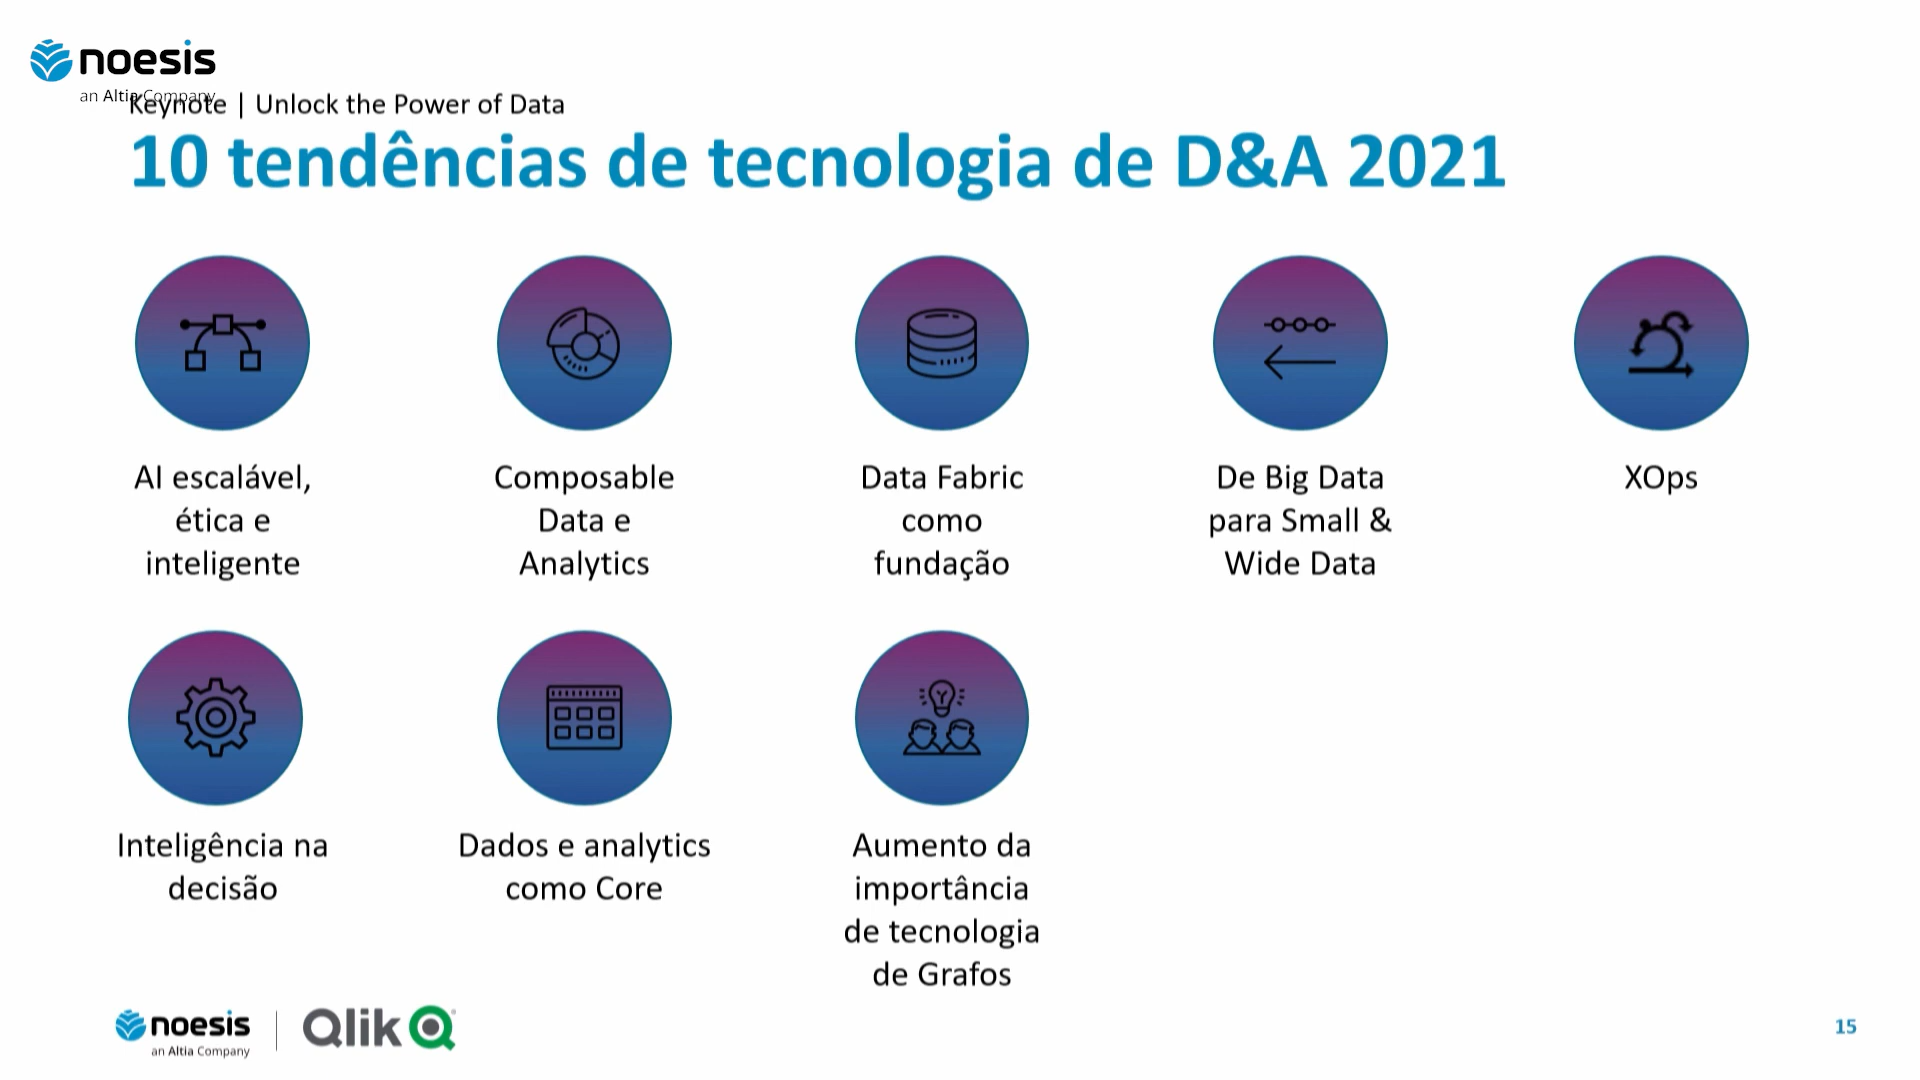 noesis
an Altia Company
Keynote | Unlock the Power of Data
10 tendências de tecnologia de D&A 2021
AI escalável,
ética e
inteligente
Composable
Data e
Analytics
Data Fabric
como
fundação
De Big Data
para Small &
Wide Data
XOps
Inteligência na
decisão
Dados e analytics
como Core
Aumento da
importância
de tecnologia
de Grafos
noesis
an Altia Company
Qlik
15